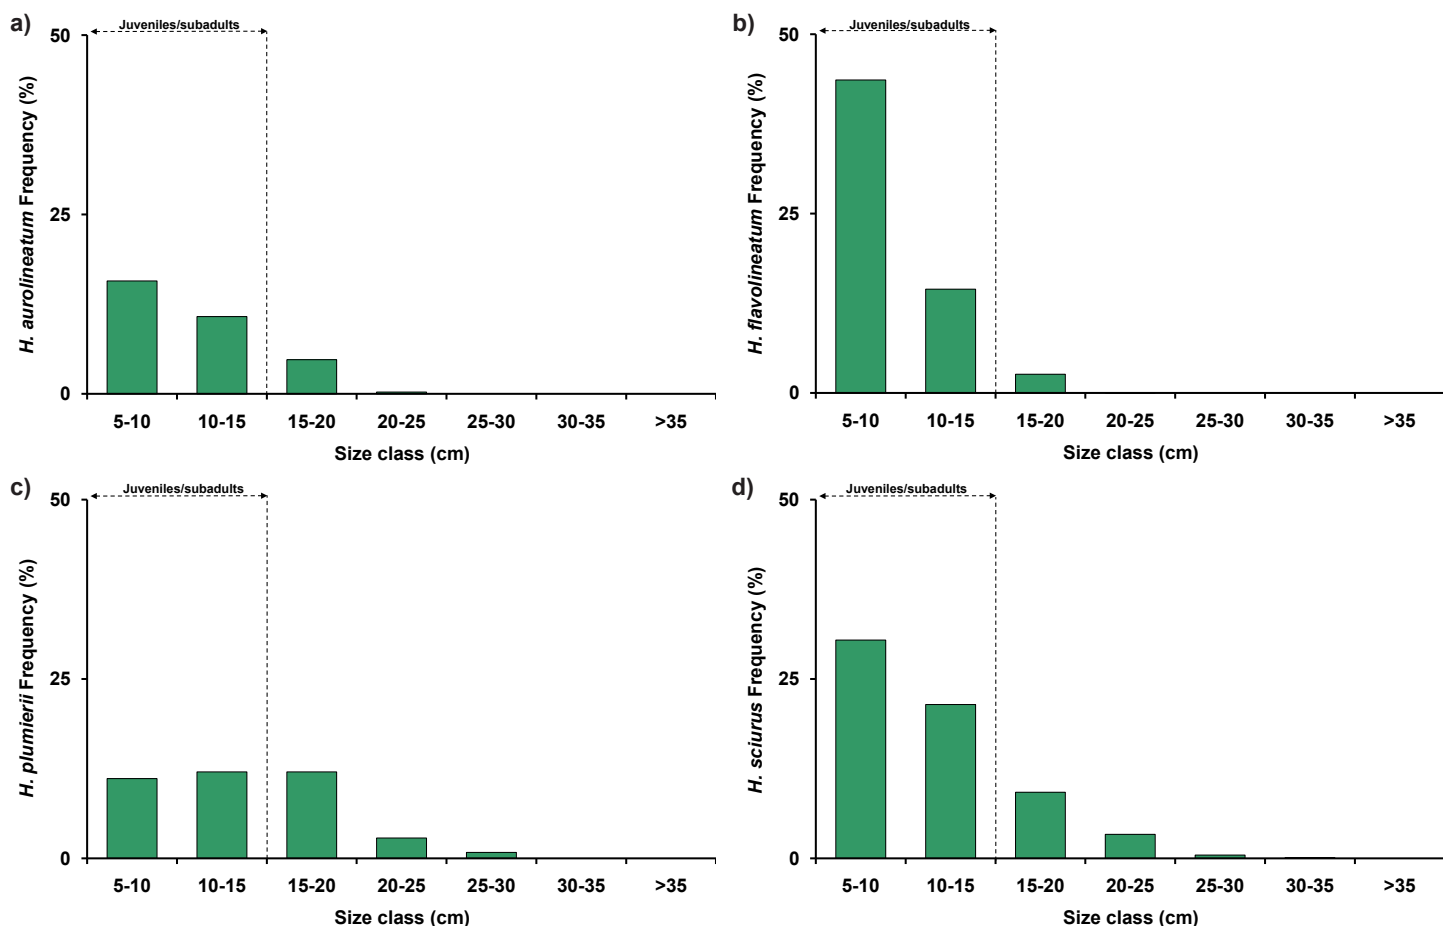 a)
Juveniles/subadults
50
25
0
H. aurolineatum Frequency (%)
5-10 10-15 15-20 20-25 25-30 30-35 >35
Size class (cm)
b)
Juveniles/subadults
50
25
0
H. flavolineatum Frequency (%)
5-10 10-15 15-20 20-25 25-30 30-35 >35
Size class (cm)
c)
Juveniles/subadults
50
25
0
H. plumierii Frequency (%)
5-10 10-15 15-20 20-25 25-30 30-35 >35
Size class (cm)
d)
Juveniles/subadults
50
25
0
H. sciurus Frequency (%)
5-10 10-15 15-20 20-25 25-30 30-35 >35
Size class (cm)